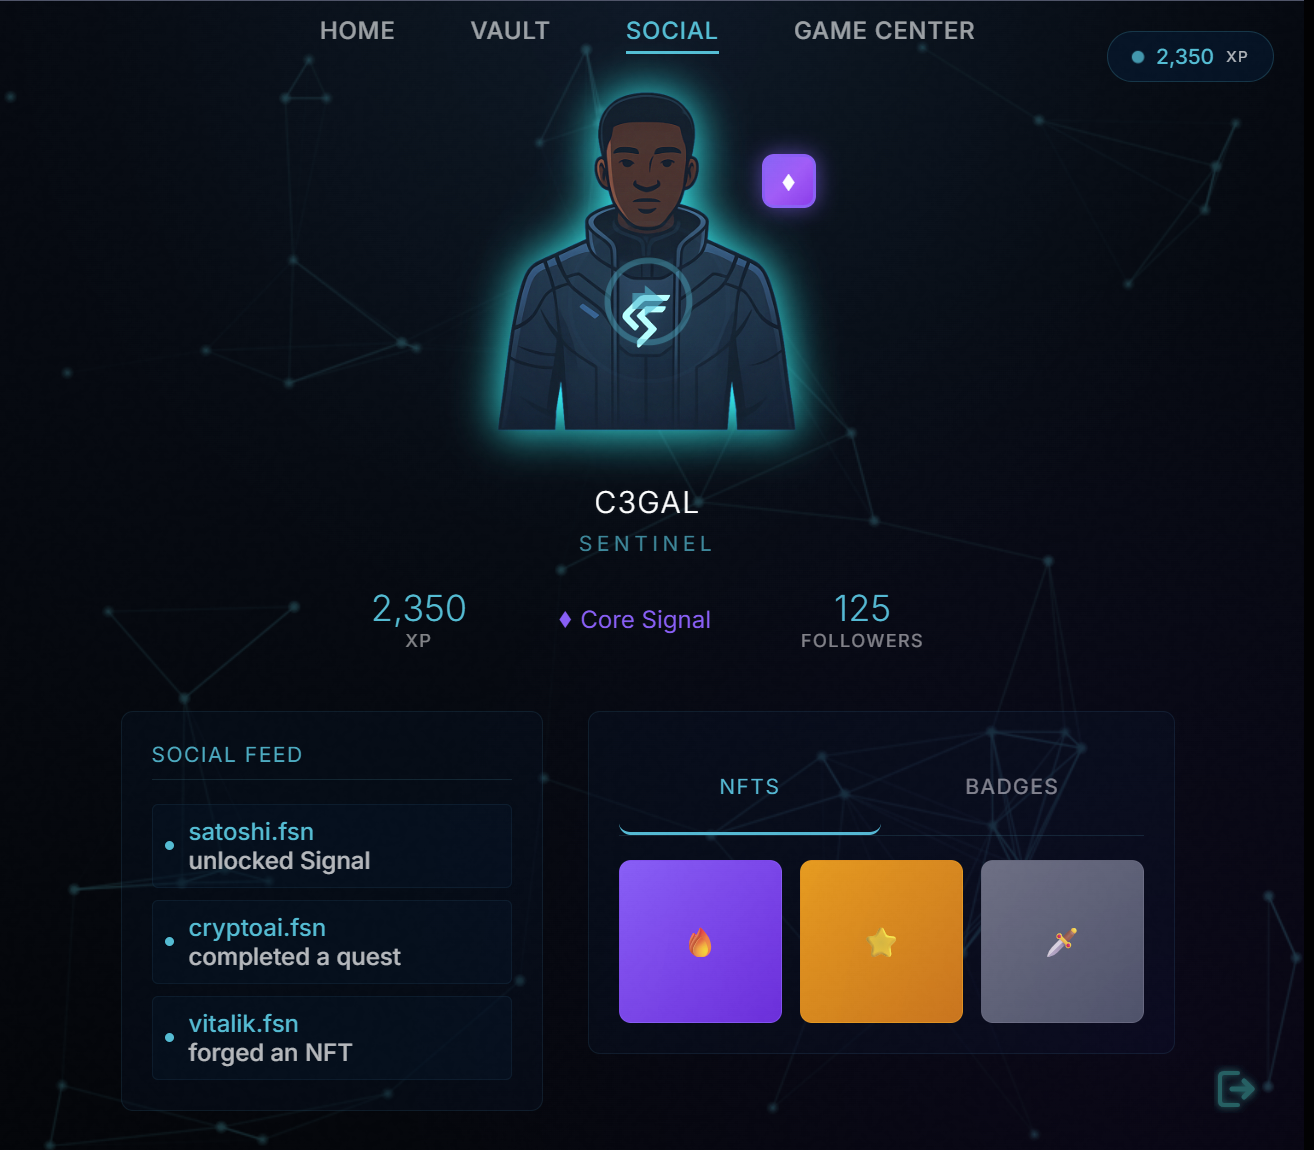 HOME VAULT SOCIAL GAME CENTER
2,350 XP
C3GAL
SENTINEL
2,350
XP
Core Signal
125
FOLLOWERS
SOCIAL FEED
satoshi.fsn
unlocked Signal
cryptoai.fsn
completed a quest
vitalik.fsn
forged an NFT
NFTS BADGES